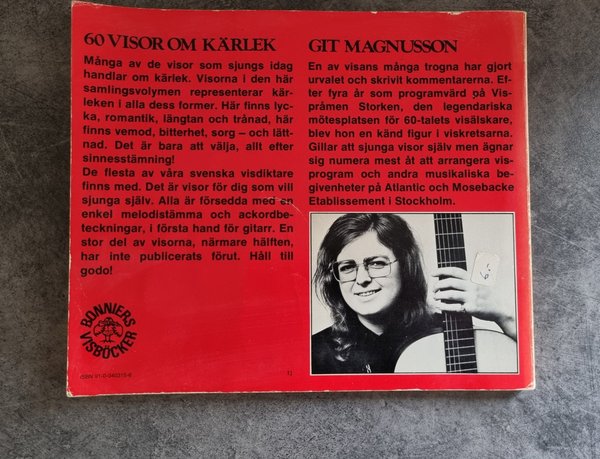 60 VISOR OM KÄRLEK
Många av de visor som sjungs idag
handlar om kärlek. Visorna i den här
samlingsvolymen representerar kär-
leken i alla dess former. Här finns lyc-
ka, romantik, längtan och trånad, här
finns vemod, bitterhet, sorg – och lätt-
nad. Det är bara att välja, allt efter
sinnesstämning!
De flesta av våra svenska visdiktare
finns med. Det är visor för dig som vill
sjunga själv. Alla är försedda med en
enkel melodistämma och ackordbe-
teckningar, i första hand för gitarr. En
stor del av visorna, närmare hälften,
har inte publicerats förut. Håll till
godo!
BONNIERS
VISBÖCKER
GIT MAGNUSSON
En av visans många trogna har gjort
urvalet och skrivit kommentarerna. Ef-
ter fyra år som programvärd på Vis-
pråmen Storken, den legendariska
mötesplatsen för 60-talets visälskare,
blev hon en känd figur i viskretsarna.
Gillar att sjunga visor själv men ägnar
sig numera mest åt att arrangera vis-
program och andra musikaliska be-
givenheter på Atlantic och Mosebacke
Etablissement i Stockholm.